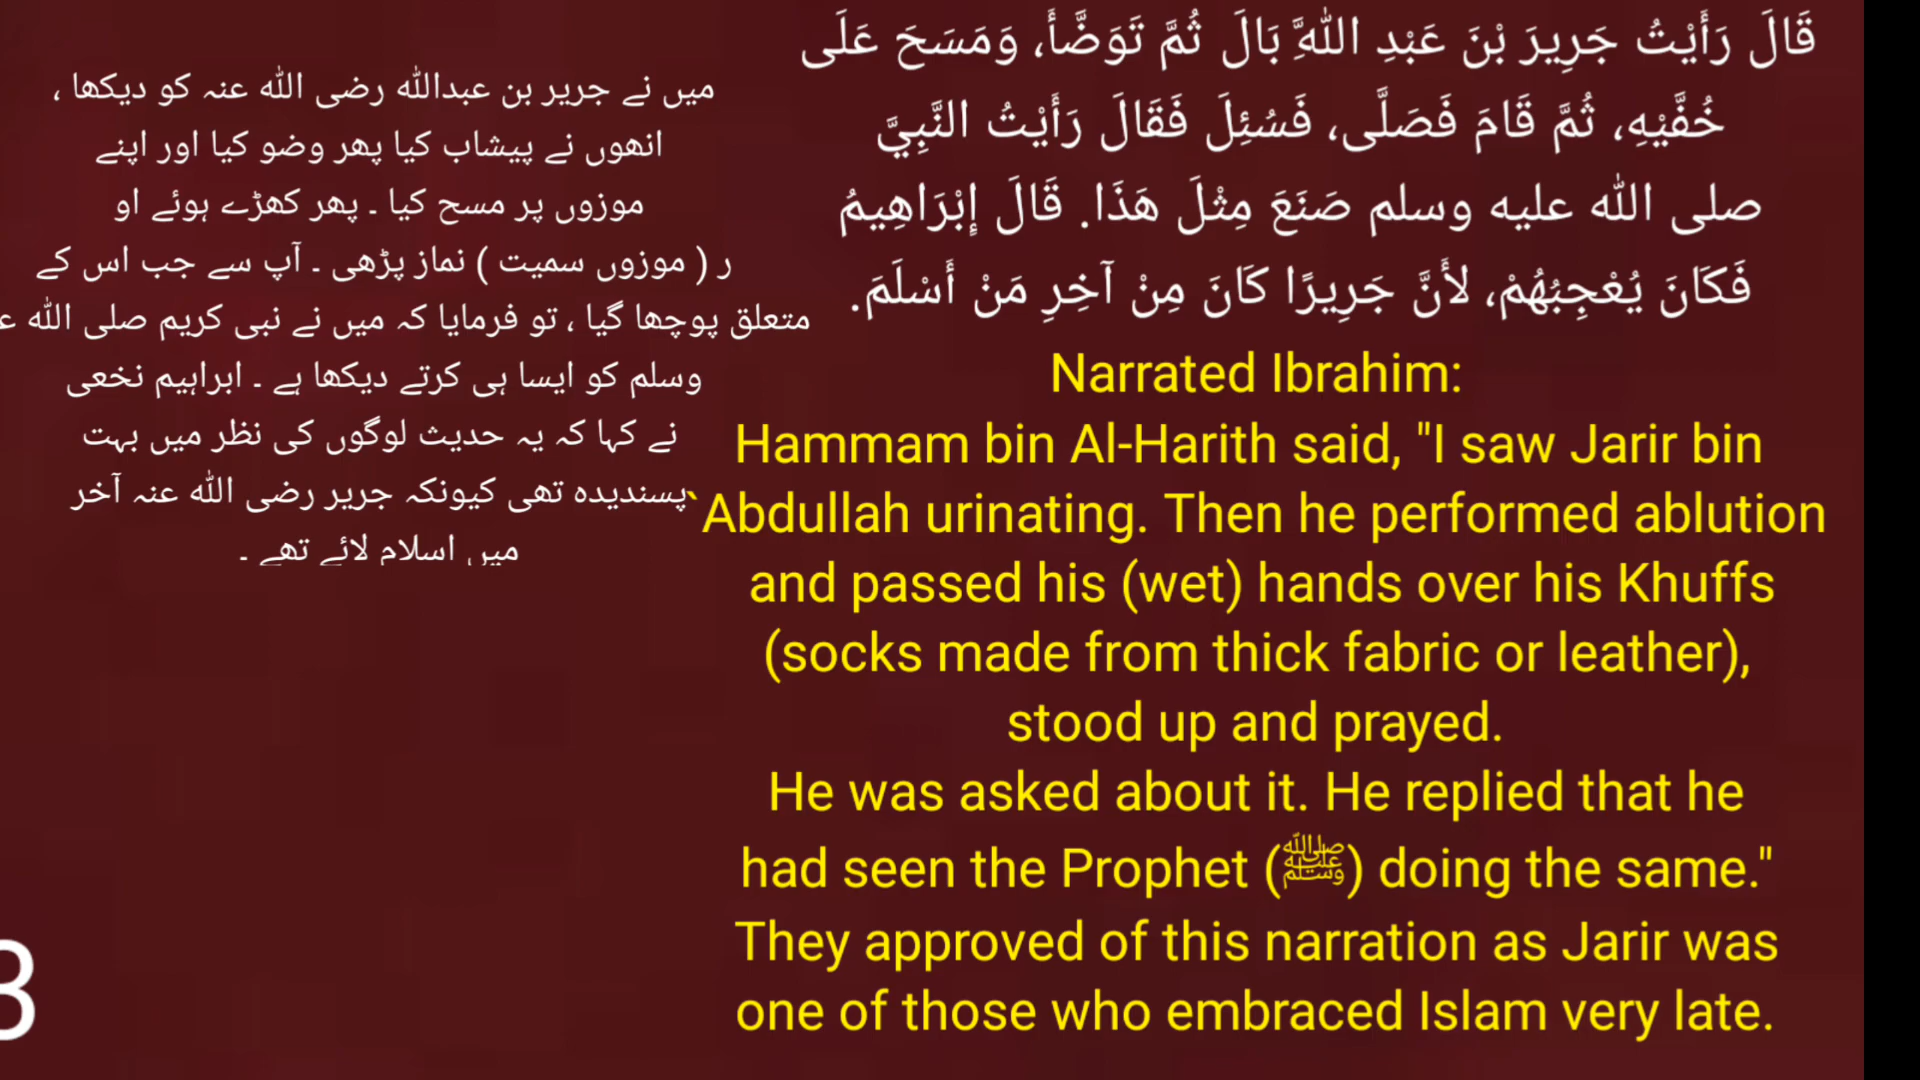 قَالَ رَأَيْتُ جَرِيرَ بْنَ عَبْدِ اللَّهِ بَالَ ثُمَّ تَوَضَّأَ، وَمَسَحَ عَلَى
خُفَّيْهِ، ثُمَّ قَامَ فَصَلَّى، فَسُئِلَ فَقَالَ رَأَيْتُ النَّبِيَّ
صلى الله عليه وسلم صَنَعَ مِثْلَ هَذَا. قَالَ إِبْرَاهِيمُ
فَكَانَ يُعْجِبُهُمْ، لأَنَّ جَرِيرًا كَانَ مِنْ آخِرِ مَنْ أَسْلَمَ.
میں نے جریر بن عبداللہ رضی اللہ عنہ کو دیکھا ،
انھوں نے پیشاب کیا پھر وضو کیا اور اپنے
موزوں پر مسح کیا ۔ پھر کھڑے ہوئے او
ر ( موزوں سمیت ) نماز پڑھی ۔ آپ سے جب اس کے
متعلق پوچھا گیا ، تو فرمایا کہ میں نے نبی کریم صلی اللہ
وسلم کو ایسا ہی کرتے دیکھا ہے ۔ ابراہیم نخعی
نے کہا کہ یہ حدیث لوگوں کی نظر میں بہت
پسندیدہ تھی کیونکہ جریر رضی اللہ عنہ آخر
میں اسلام لائے تھے ۔
Narrated Ibrahim:
Hammam bin Al-Harith said, "I saw Jarir bin
`Abdullah urinating. Then he performed ablution
and passed his (wet) hands over his Khuffs
(socks made from thick fabric or leather),
stood up and prayed.
He was asked about it. He replied that he
had seen the Prophet (ﷺ) doing the same."
They approved of this narration as Jarir was
one of those who embraced Islam very late.
3